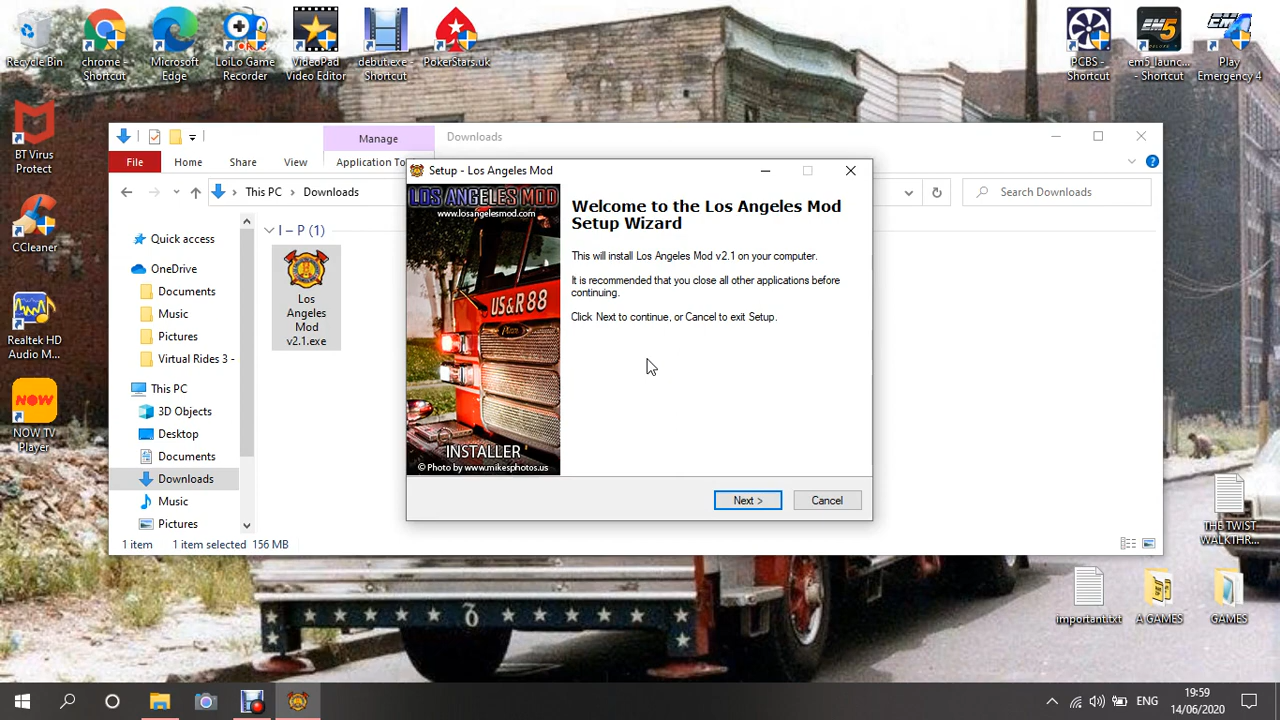 Recycle Bin
chrome -
Shortcut
Microsoft
Edge
LoiLo Game
Recorder
VideoPad
Video Editor
debut.exe -
Shortcut
PokerStars.uk
PCBS -
Shortcut
em5_launc...
- Shortcut
Play
Emergency 4
BT Virus
Protect
CCleaner
Realtek HD
Audio M...
NOW
NOW TV
Player
Manage
Downloads
File
Home
Share
View
Application To
This PC
Downloads
Search Downloads
Quick access
OneDrive
Documents
Music
Pictures
Virtual Rides 3 -
This PC
3D Objects
Desktop
Documents
Downloads
Music
Pictures
I – P (1)
Los
Angeles
Mod
v2.1.exe
1 item
1 item selected
156 MB
Setup - Los Angeles Mod
LOS ANGELES MOD
www.losangelesmod.com
US&R 88
INSTALLER
© Photo by www.mikesphotos.us
Welcome to the Los Angeles Mod
Setup Wizard
This will install Los Angeles Mod v2.1 on your computer.
It is recommended that you close all other applications before
continuing.
Click Next to continue, or Cancel to exit Setup.
Next >
Cancel
THE TWIST
WALKTHR...
important.txt
A GAMES
GAMES
6
ENG
19:59
14/06/2020